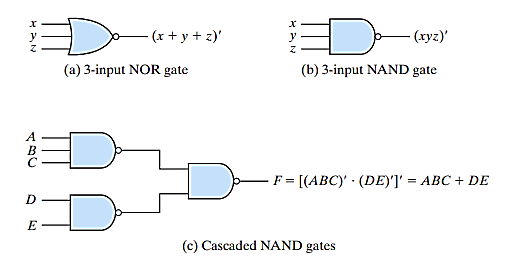 x
y
z
(x + y + z)′
(a) 3-input NOR gate
x
y
z
(xyz)′
(b) 3-input NAND gate
A
B
C
D
E
F = [(ABC)′ · (DE)′]′ = ABC + DE
(c) Cascaded NAND gates